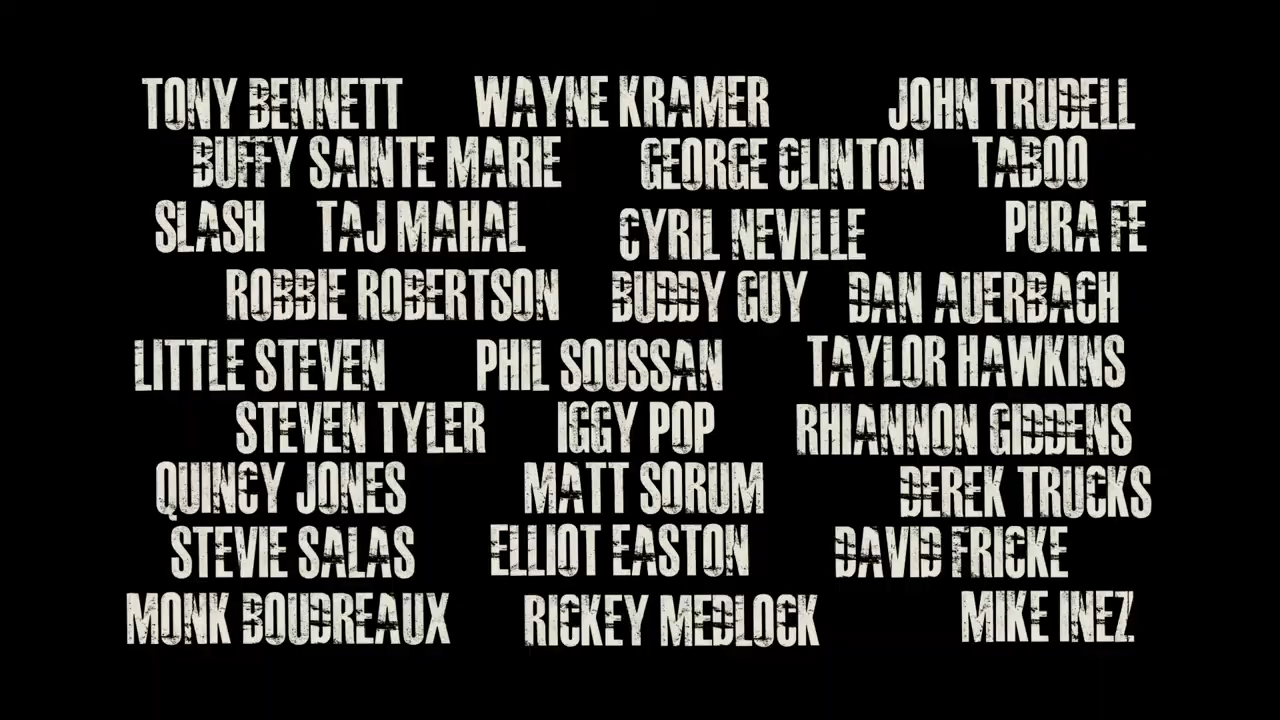 TONY BENNETT WAYNE KRAMER JOHN TRUDELL
BUFFY SAINTE MARIE GEORGE CLINTON TABOO
SLASH TAJ MAHAL CYRIL NEVILLE PURA FE
ROBBIE ROBERTSON BUDDY GUY DAN AUERBACH
LITTLE STEVEN PHIL SOUSSAN TAYLOR HAWKINS
STEVEN TYLER IGGY POP RHIANNON GIDDENS
QUINCY JONES MATT SORUM DEREK TRUCKS
STEVIE SALAS ELLIOT EASTON DAVID FRICKE
MONK BOUDREAUX RICKEY MEDLOCK MIKE INEZ